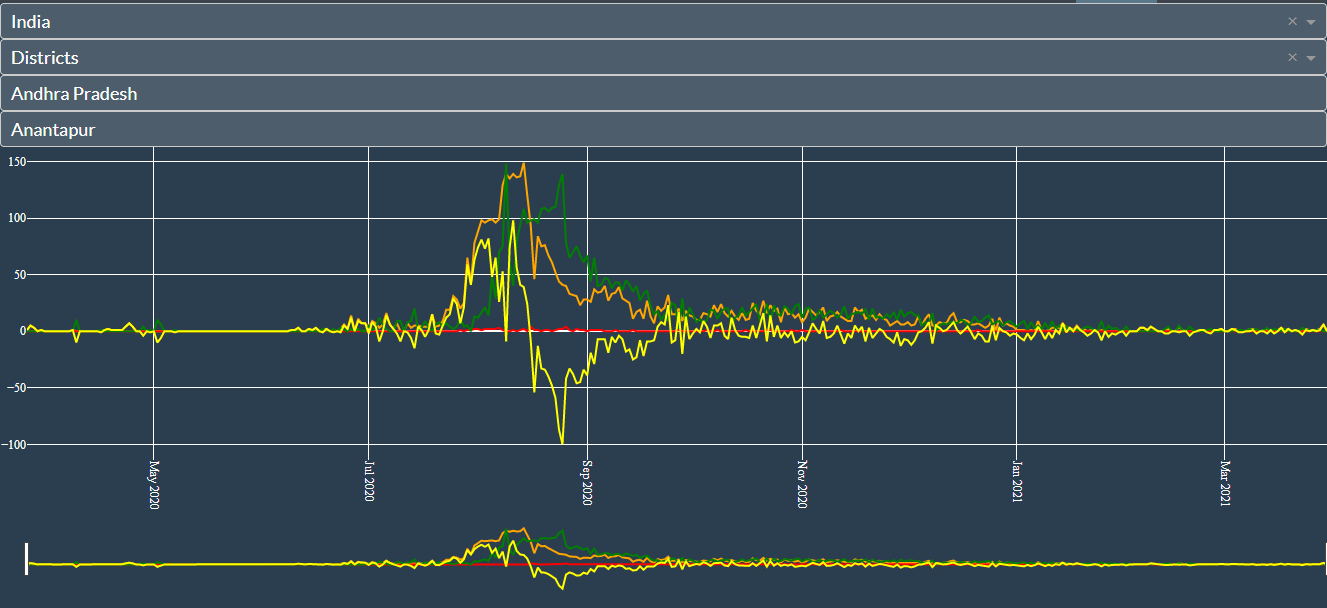 India
Districts
Andhra Pradesh
Anantapur
150
100
50
0
−50
−100
May 2020
Jul 2020
Sep 2020
Nov 2020
Jan 2021
Mar 2021